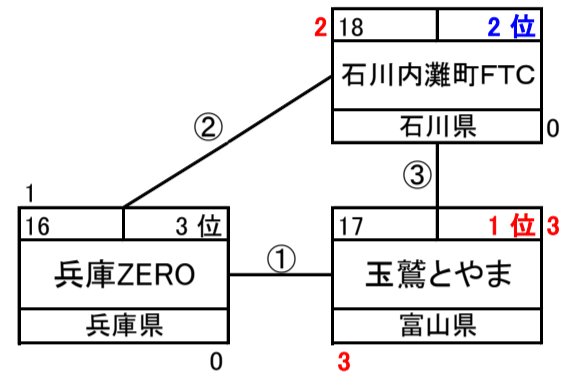 2 18 2 位
石川内灘町FTC
石川県 0
②
③
1
16 3 位
兵庫ZERO
兵庫県
0
①
17 1 位 3
玉鷲とやま
富山県
3